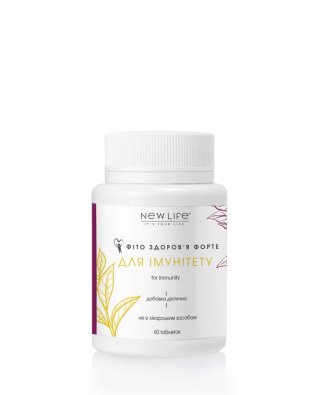 NEW LIFE®
IT'S YOUR LIFE
ФІТО ЗДОРОВ'Я ФОРТЕ
ДЛЯ ІМУНІТЕТУ
for immunity
добавка дієтична
не є лікарським засобом
60 таблеток